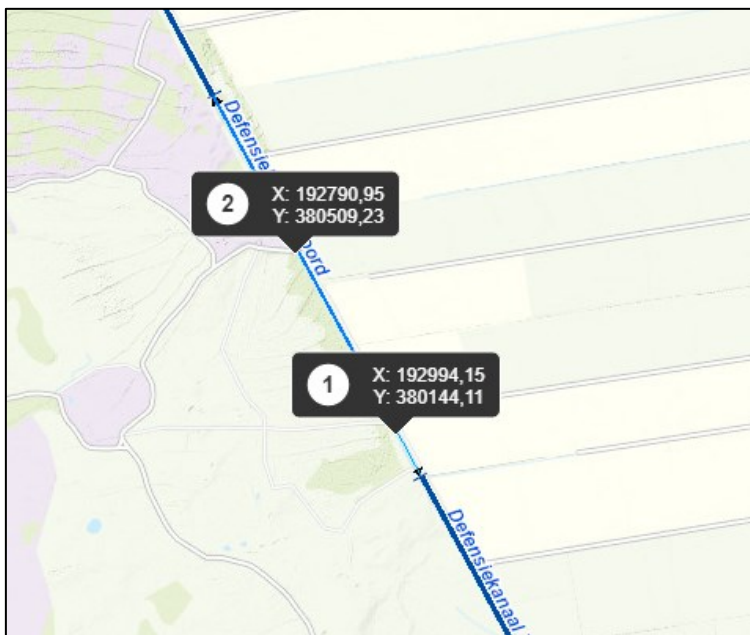 Defensie
2
X: 192790,95
Y: 380509,23
oord
1
X: 192994,15
Y: 380144,11
Defensiekanaal